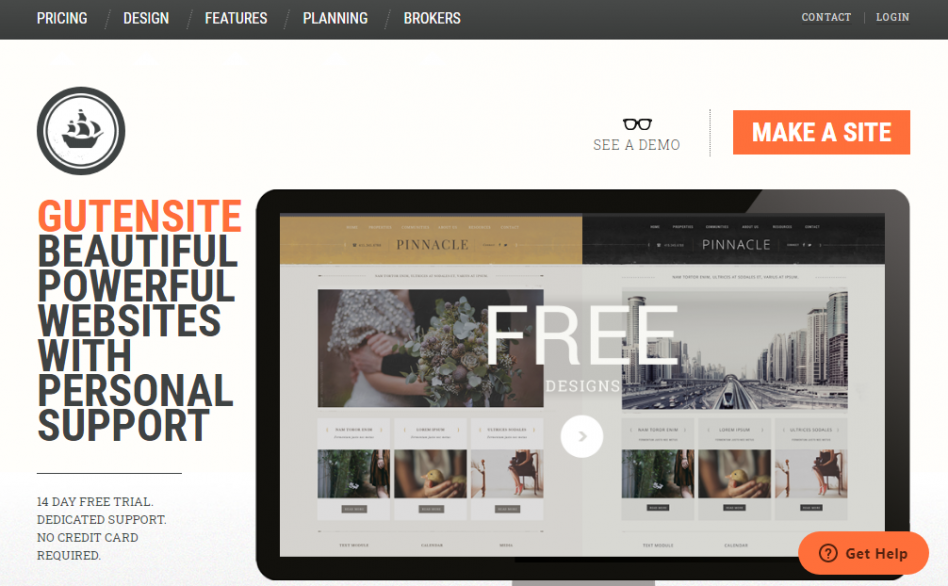 PRICING / DESIGN / FEATURES / PLANNING / BROKERS
CONTACT | LOGIN
SEE A DEMO
MAKE A SITE
GUTENSITE
BEAUTIFUL
POWERFUL
WEBSITES
WITH
PERSONAL
SUPPORT
14 DAY FREE TRIAL.
DEDICATED SUPPORT.
NO CREDIT CARD
REQUIRED.
PINNACLE
PINNACLE
FREE
DESIGNS
Get Help